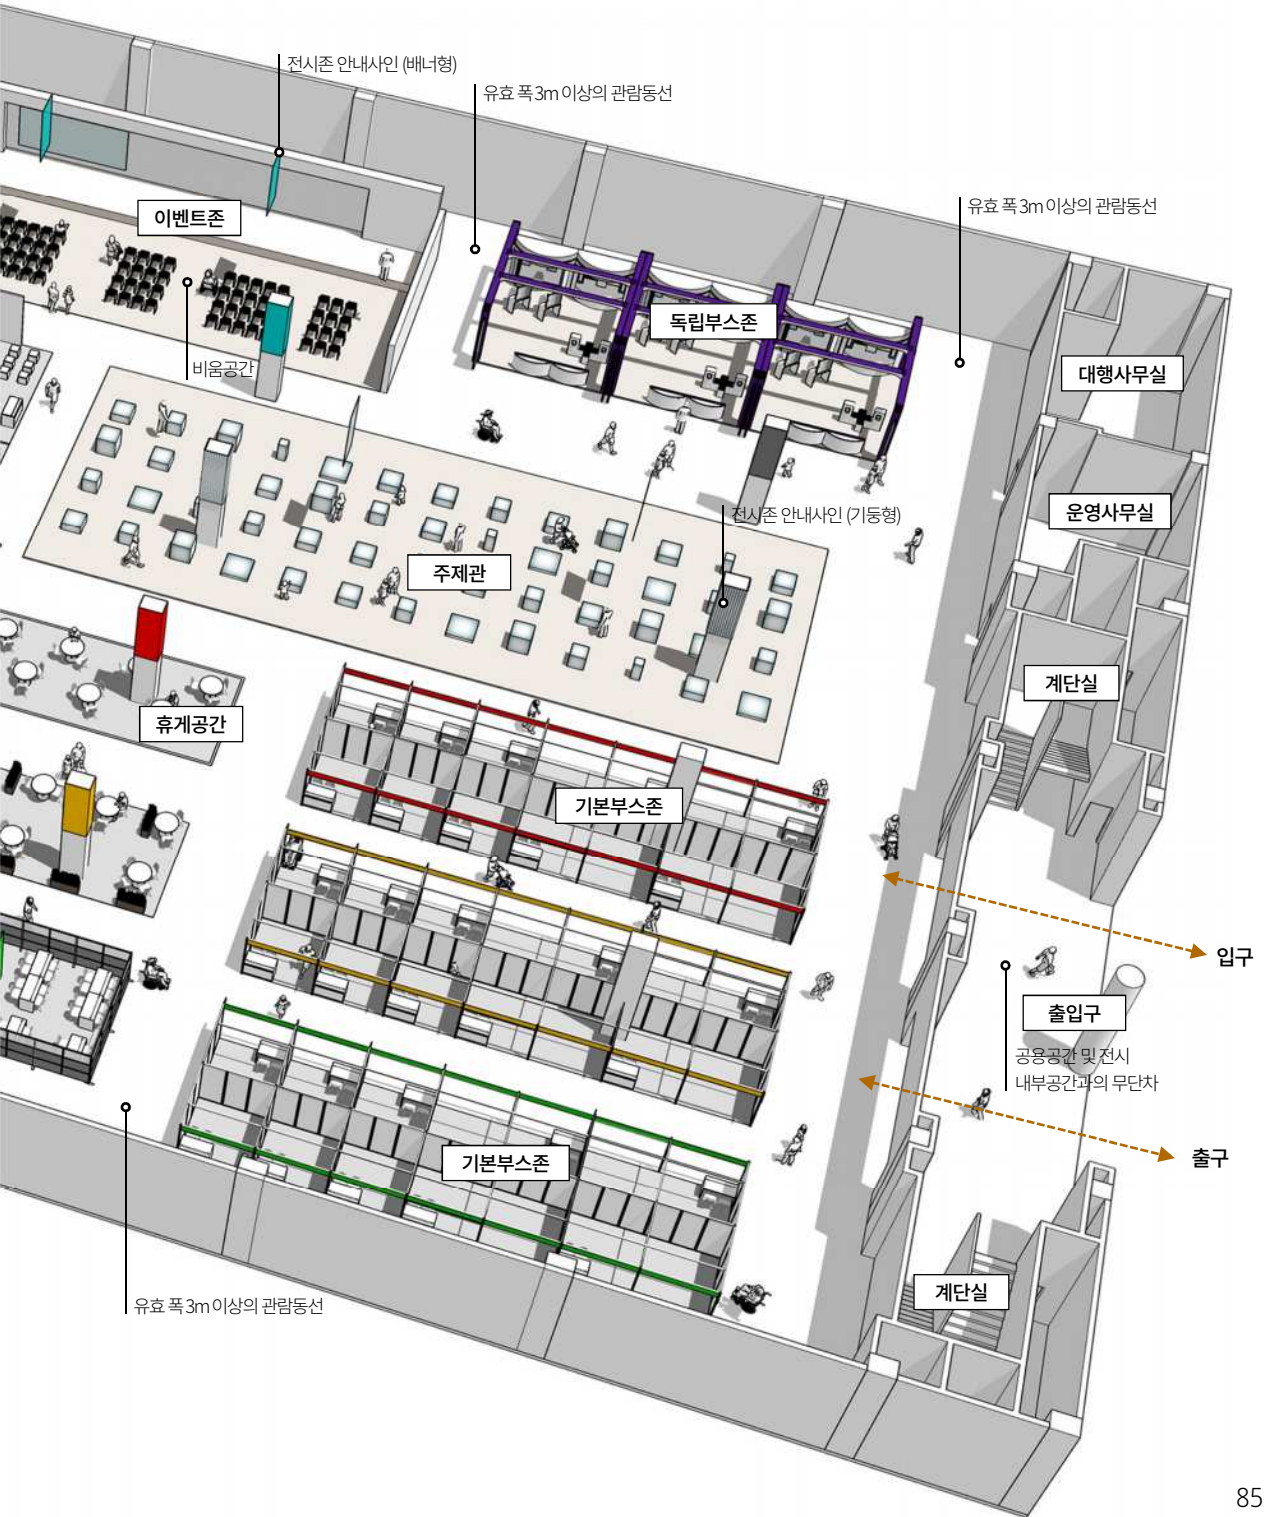 전시존 안내사인 (배너형)
유효 폭 3m 이상의 관람동선
유효 폭 3m 이상의 관람동선
이벤트존
독립부스존
비움공간
대행사무실
운영사무실
전시존 안내사인 (기둥형)
주제관
계단실
휴게공간
기본부스존
입구
출입구
공용공간 및 전시
내부공간과의 무단차
기본부스존
출구
계단실
유효 폭 3m 이상의 관람동선
85